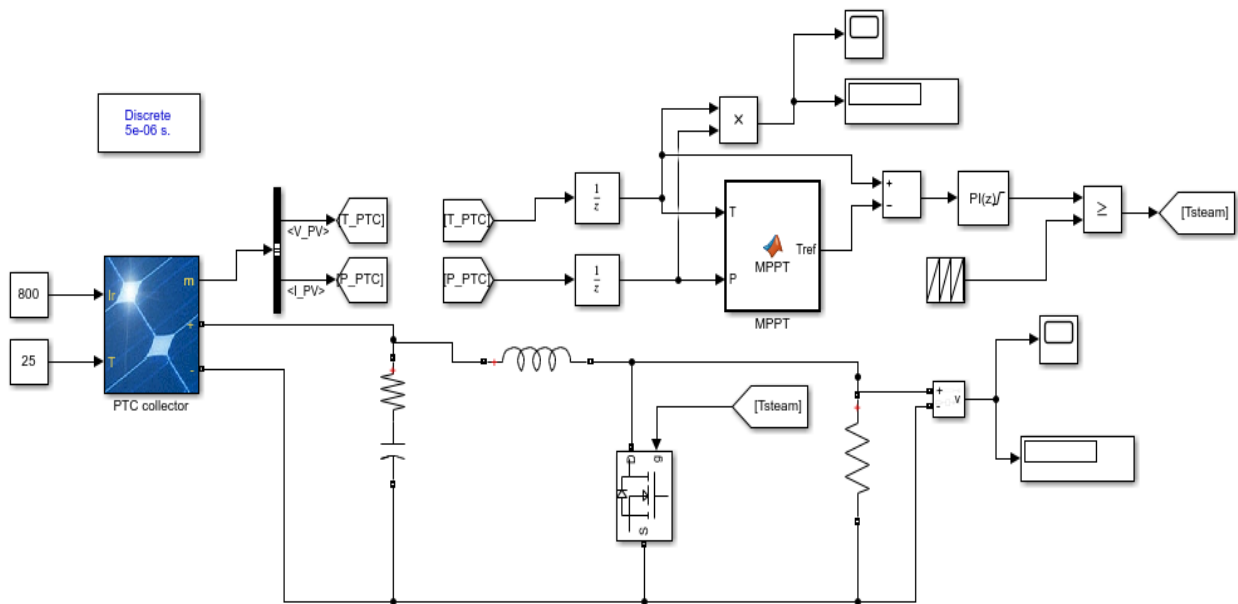 Discrete
5e-06 s.
800
25
Ir
T
m
+
-
PTC collector
<V_PV>
<I_PV>
[T_PTC]
[P_PTC]
[T_PTC]
[P_PTC]
1
z
1
z
×
T
P
MPPT
Tref
MPPT
+
-
PI(z)
≥
[Tsteam]
[Tsteam]
g
D
S
+
-
v